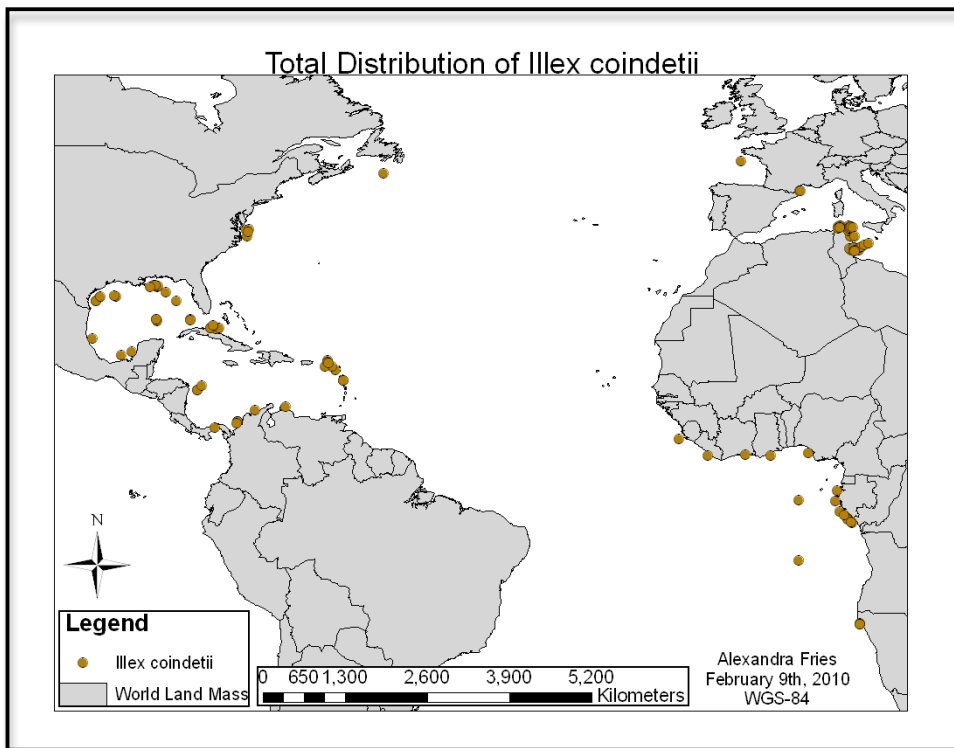 Total Distribution of Illex coindetii
N
Legend
Illex coindetii
World Land Mass
0 650 1,300 2,600 3,900 5,200
Kilometers
Alexandra Fries
February 9th, 2010
WGS-84